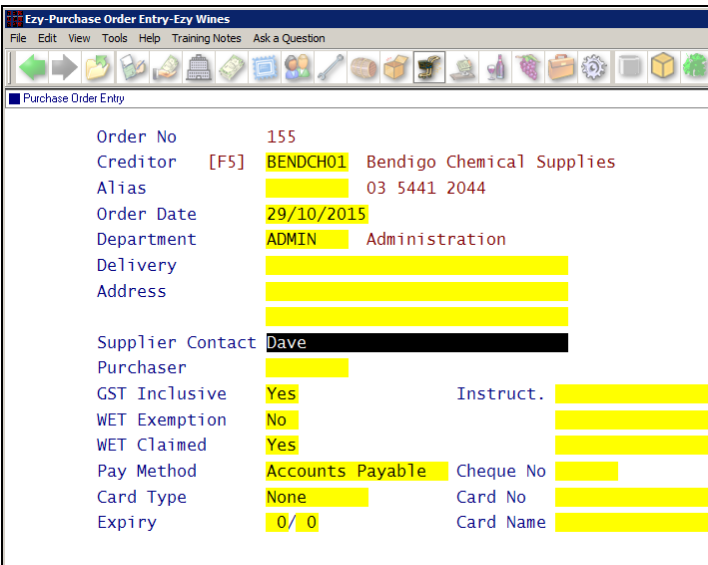 Ezy-Purchase Order Entry-Ezy Wines
File Edit View Tools Help Training Notes Ask a Question
Purchase Order Entry
Order No 155
Creditor [F5] BENDCH01 Bendigo Chemical Supplies
Alias 03 5441 2044
Order Date 29/10/2015
Department ADMIN Administration
Delivery
Address
Supplier Contact Dave
Purchaser
GST Inclusive Yes Instruct.
WET Exemption No
WET Claimed Yes
Pay Method Accounts Payable Cheque No
Card Type None Card No
Expiry 0/ 0 Card Name